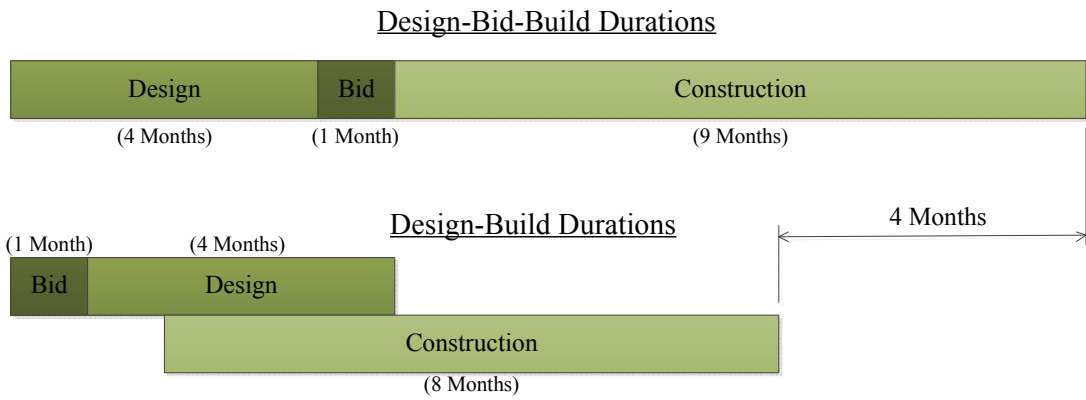 Design-Bid-Build Durations
Design
Bid
Construction
(4 Months)
(1 Month)
(9 Months)
Design-Build Durations
4 Months
(1 Month)
(4 Months)
Bid
Design
Construction
(8 Months)